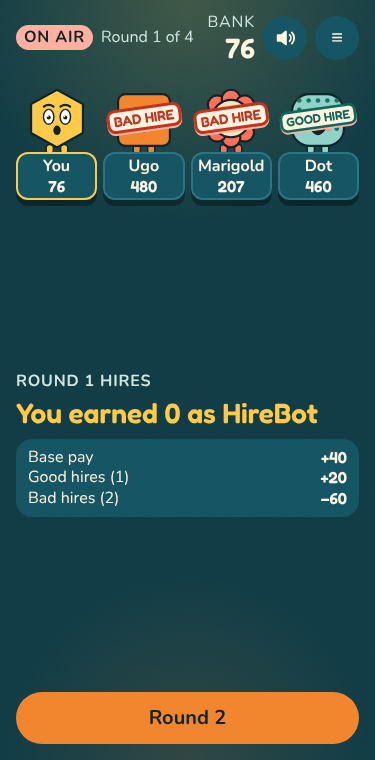 ON AIR
Round 1 of 4
BANK
76
BAD HIRE
BAD HIRE
GOOD HIRE
You
76
Ugo
480
Marigold
207
Dot
460
ROUND 1 HIRES
You earned 0 as HireBot
Base pay +40
Good hires (1) +20
Bad hires (2) −60
Round 2